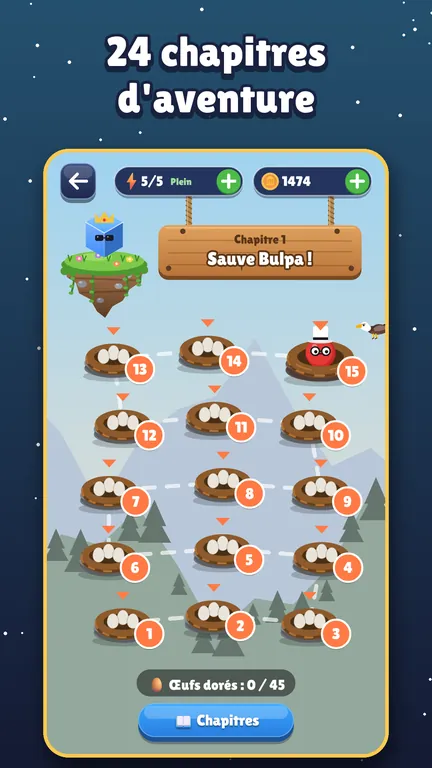 24 chapitres
d'aventure
5/5 Plein
1474
Chapitre 1
Sauve Bulpa !
13
14
15
12
11
10
7
8
9
6
5
4
1
2
3
Œufs dorés : 0 / 45
Chapitres